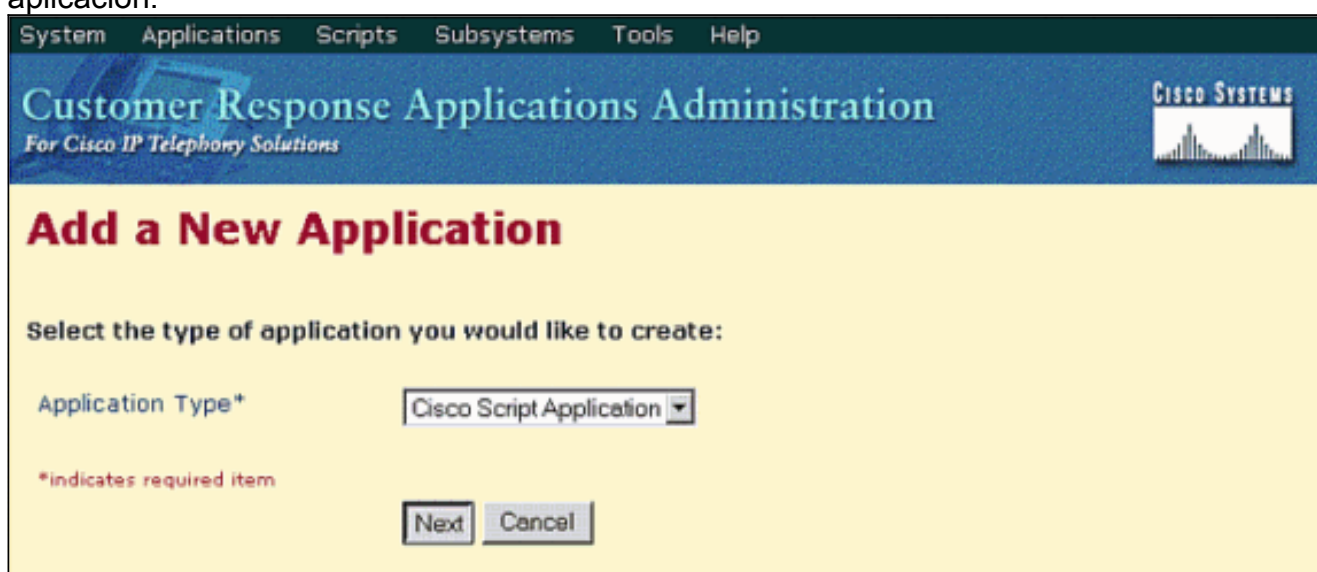 aplicación.
System Applications Scripts Subsystems Tools Help
Customer Response Applications Administration
For Cisco IP Telephony Solutions
CISCO SYSTEMS
Add a New Application
Select the type of application you would like to create:
Application Type* Cisco Script Application
*indicates required item
Next Cancel